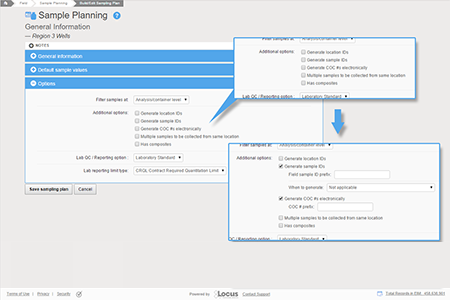 Field
Sample Planning
Add/Edit Sampling Plan
Sample Planning ?
General Information
— Region 3 Wells
NOTES
General information
Default sample values
Options
Filter samples at: Analysis/container level
Additional options: Generate location IDs
Generate sample IDs
Generate COC #s electronically
Multiple samples to be collected from same location
Has composites
Lab QC / Reporting option: Laboratory Standard
Lab reporting limit type: CRQL Contract Required Quantitation Limit
Save sampling plan Cancel
Filter samples at: Analysis/container level
Additional options: Generate location IDs
Generate sample IDs
Generate COC #s electronically
Multiple samples to be collected from same location
Has composites
Lab QC / Reporting option: Laboratory Standard
Filter samples at: Analysis/container level
Additional options: Generate location IDs
Generate sample IDs
Field sample ID prefix:
When to generate: Not applicable
Generate COC #s electronically
COC # prefix:
Multiple samples to be collected from same location
Has composites
QC / Reporting option: Laboratory Standard
Terms of Use | Privacy | Security
Powered by Locus Contact Support